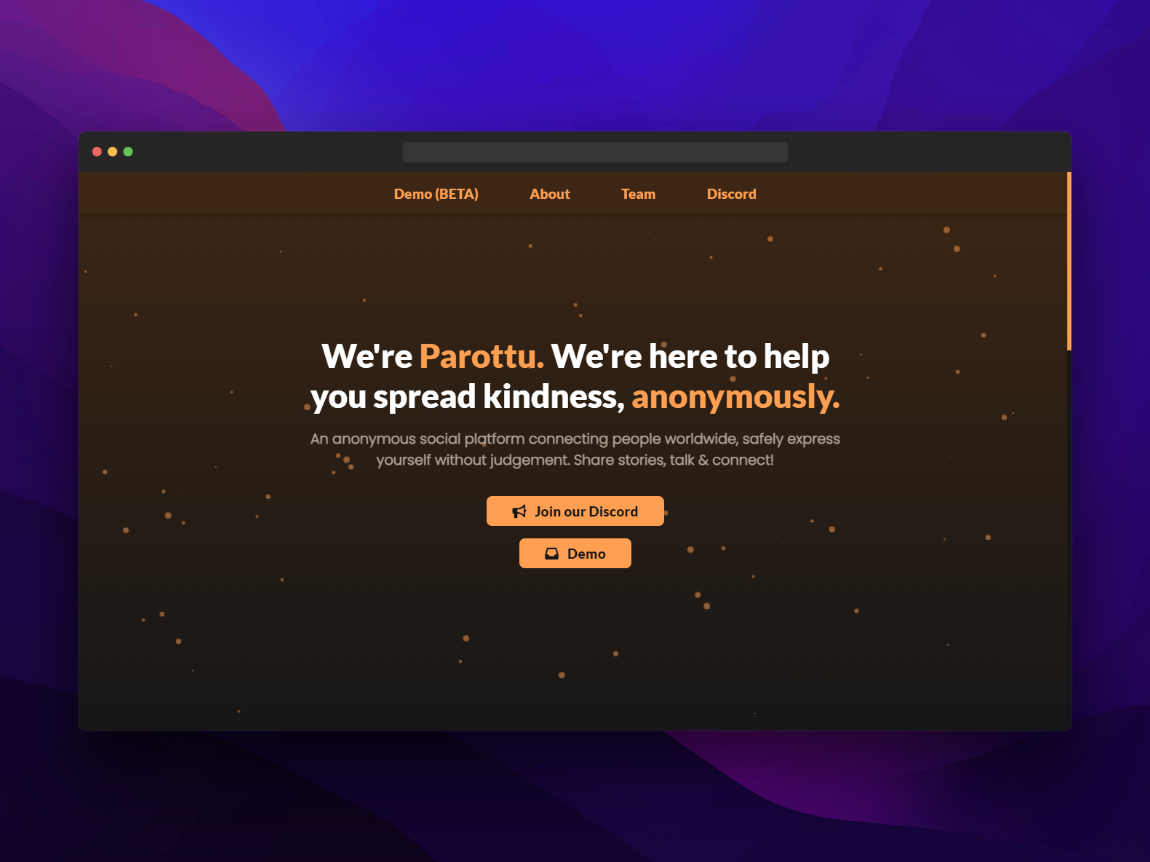 Demo (BETA) About Team Discord
We're Parottu. We're here to help
you spread kindness, anonymously.
An anonymous social platform connecting people worldwide, safely express
yourself without judgement. Share stories, talk & connect!
Join our Discord
Demo